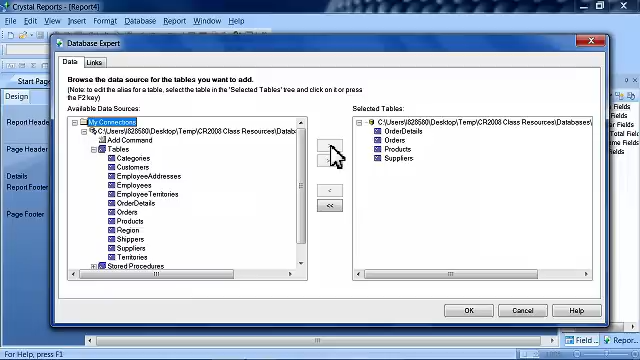 Crystal Reports - [Report4]
File Edit View Insert Format Database Report Window Help
Start Page
Design
Report Header
Page Header
Details
Report Footer
Page Footer
Database Expert
Data Links
Browse the data source for the tables you want to add.
(Note: to edit the alias for a table, select the table in the 'Selected Tables' tree and click on it or press
the F2 key)
Available Data Sources:
My Connections
C:\Users\I828580\Desktop\Temp\CR2008 Class Resources\Databa
Add Command
Tables
Categories
Customers
EmployeeAddresses
Employees
EmployeeTerritories
OrderDetails
Orders
Products
Region
Shippers
Suppliers
Territories
Stored Procedures
<
<<
Selected Tables:
C:\Users\I828580\Desktop\Temp\CR2008 Class Resources\Databases\
OrderDetails
Orders
Products
Suppliers
OK Cancel Help
Fields
Field ... Repor...
For Help, press F1